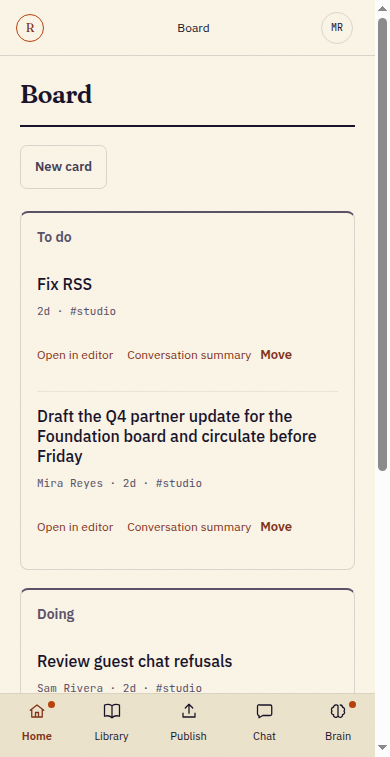 R
Board
MR
Board
New card
To do
Fix RSS
2d · #studio
Open in editor Conversation summary Move
Draft the Q4 partner update for the
Foundation board and circulate before
Friday
Mira Reyes · 2d · #studio
Open in editor Conversation summary Move
Doing
Review guest chat refusals
Sam Rivera · 2d · #studio
Home Library Publish Chat Brain